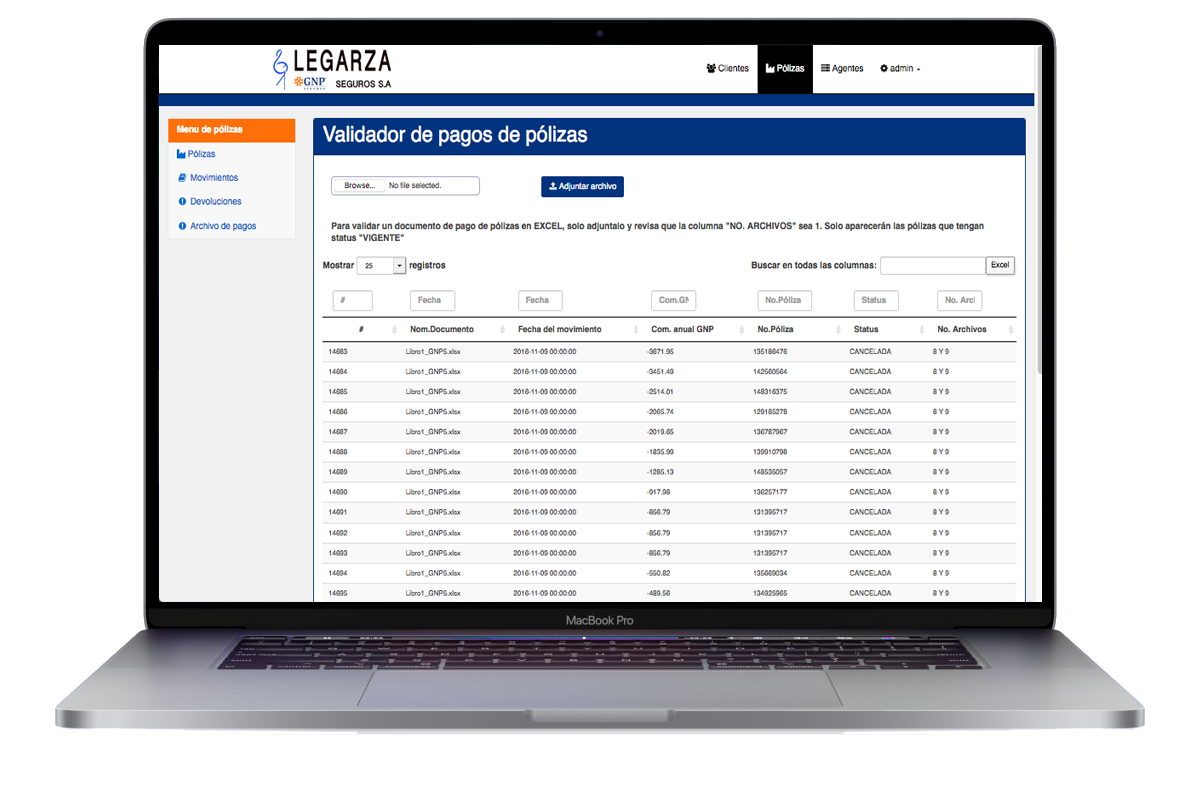 LEGARZA
GNP
SEGUROS
SEGUROS S.A
Clientes
Pólizas
Agentes
admin
Menu de pólizas
Pólizas
Movimientos
Devoluciones
Archivo de pagos
Validador de pagos de pólizas
Browse... No file selected.
Adjuntar archivo
Para validar un documento de pago de pólizas en EXCEL, solo adjuntalo y revisa que la columna "NO. ARCHIVOS" sea 1. Solo aparecerán las pólizas que tengan
status "VIGENTE"
Mostrar 25 registros
Buscar en todas las columnas: Excel
# Fecha Fecha Com.GN No.Póliza Status No. Arcl
# Nom.Documento Fecha del movimiento Com. anual GNP No.Póliza Status No. Archivos
14683 Libro1_GNP5.xlsx 2016-11-09 00:00:00 -3671.95 135186476 CANCELADA 8 Y 9
14684 Libro1_GNP5.xlsx 2016-11-09 00:00:00 -3451.49 142560564 CANCELADA 8 Y 9
14685 Libro1_GNP5.xlsx 2016-11-09 00:00:00 -2514.01 148316375 CANCELADA 8 Y 9
14686 Libro1_GNP5.xlsx 2016-11-09 00:00:00 -2065.74 129185278 CANCELADA 8 Y 9
14687 Libro1_GNP5.xlsx 2016-11-09 00:00:00 -2019.65 136787967 CANCELADA 8 Y 9
14688 Libro1_GNP5.xlsx 2016-11-09 00:00:00 -1835.99 139910798 CANCELADA 8 Y 9
14689 Libro1_GNP5.xlsx 2016-11-09 00:00:00 -1285.13 148535057 CANCELADA 8 Y 9
14690 Libro1_GNP5.xlsx 2016-11-09 00:00:00 -917.98 136257177 CANCELADA 8 Y 9
14691 Libro1_GNP5.xlsx 2016-11-09 00:00:00 -856.79 131395717 CANCELADA 8 Y 9
14692 Libro1_GNP5.xlsx 2016-11-09 00:00:00 -856.79 131395717 CANCELADA 8 Y 9
14693 Libro1_GNP5.xlsx 2016-11-09 00:00:00 -856.79 131395717 CANCELADA 8 Y 9
14694 Libro1_GNP5.xlsx 2016-11-09 00:00:00 -550.82 135669034 CANCELADA 8 Y 9
14695 Libro1_GNP5.xlsx 2016-11-09 00:00:00 -489.56 134925965 CANCELADA 8 Y 9
MacBook Pro